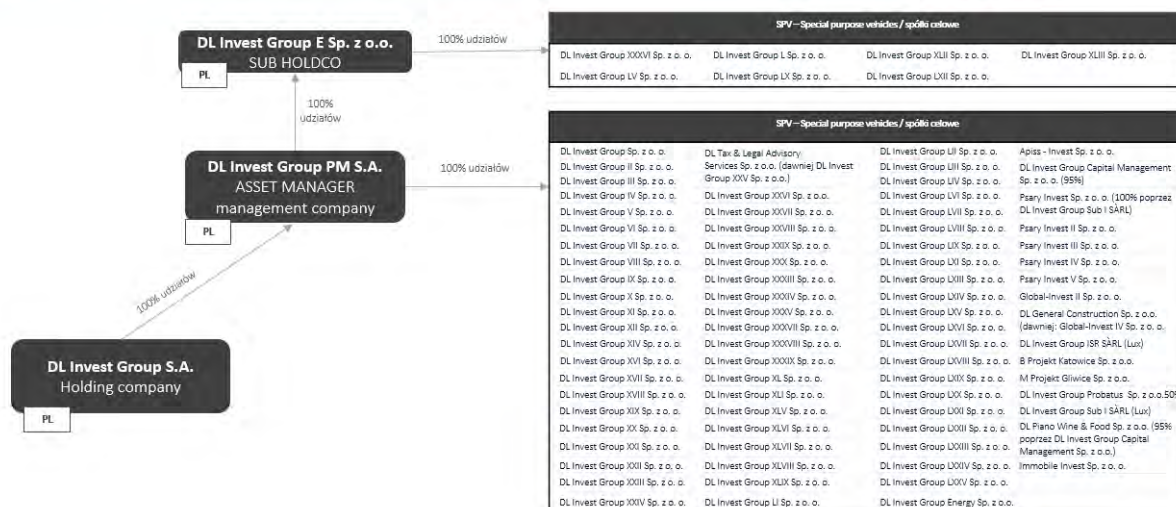 DL Invest Group E Sp. z o.o.
SUB HOLDCO
PL
100% udziałów
100%
udziałów
DL Invest Group PM S.A.
ASSET MANAGER
management company
PL
100% udziałów
100% udziałów
DL Invest Group S.A.
Holding company
PL
SPV – Special purpose vehicles / spółki celowe
DL Invest Group XXXVI Sp. z o. o.
DL Invest Group L Sp. z o. o.
DL Invest Group XLII Sp. z o. o.
DL Invest Group XLIII Sp. z o. o.
DL Invest Group LV Sp. z o. o.
DL Invest Group LX Sp. z o. o.
DL Invest Group LXII Sp. z o. o.
SPV – Special purpose vehicles / spółki celowe
DL Invest Group Sp. z o. o.
DL Invest Group II Sp. z o. o.
DL Invest Group III Sp. z o. o.
DL Invest Group IV Sp. z o. o.
DL Invest Group V Sp. z o. o.
DL Invest Group VI Sp. z o. o.
DL Invest Group VII Sp. z o. o.
DL Invest Group VIII Sp. z o. o.
DL Invest Group IX Sp. z o. o.
DL Invest Group X Sp. z o. o.
DL Invest Group XI Sp. z o. o.
DL Invest Group XII Sp. z o. o.
DL Invest Group XIV Sp. z o. o.
DL Invest Group XVI Sp. z o. o.
DL Invest Group XVII Sp. z o. o.
DL Invest Group XVIII Sp. z o. o.
DL Invest Group XIX Sp. z o. o.
DL Invest Group XX Sp. z o. o.
DL Invest Group XXI Sp. z o. o.
DL Invest Group XXII Sp. z o. o.
DL Invest Group XXIII Sp. z o. o.
DL Invest Group XXIV Sp. z o. o.
DL Tax & Legal Advisory
Services Sp. z o.o. (dawniej DL Invest
Group XXV Sp. z o.o.)
DL Invest Group XXVI Sp. z o.o.
DL Invest Group XXVII Sp. z o. o.
DL Invest Group XXVIII Sp. z o. o.
DL Invest Group XXIX Sp. z o. o.
DL Invest Group XXX Sp. z o. o.
DL Invest Group XXXIII Sp. z o. o.
DL Invest Group XXXIV Sp. z o. o.
DL Invest Group XXXV Sp. z o. o.
DL Invest Group XXXVII Sp. z o. o.
DL Invest Group XXXVIII Sp. z o. o.
DL Invest Group XXXIX Sp. z o. o.
DL Invest Group XL Sp. z o. o.
DL Invest Group XLI Sp. z o. o.
DL Invest Group XLV Sp. z o. o.
DL Invest Group XLVI Sp. z o. o.
DL Invest Group XLVII Sp. z o. o.
DL Invest Group XLVIII Sp. z o. o.
DL Invest Group XLIX Sp. z o. o.
DL Invest Group LI Sp. z o. o.
DL Invest Group LII Sp. z o. o.
DL Invest Group LIII Sp. z o. o.
DL Invest Group LIV Sp. z o. o.
DL Invest Group LVI Sp. z o. o.
DL Invest Group LVII Sp. z o. o.
DL Invest Group LVIII Sp. z o. o.
DL Invest Group LIX Sp. z o. o.
DL Invest Group LXI Sp. z o. o.
DL Invest Group LXIII Sp. z o. o.
DL Invest Group LXIV Sp. z o. o.
DL Invest Group LXV Sp. z o. o.
DL Invest Group LXVI Sp. z o. o.
DL Invest Group LXVII Sp. z o. o.
DL Invest Group LXVIII Sp. z o. o.
DL Invest Group LXIX Sp. z o. o.
DL Invest Group LXX Sp. z o. o.
DL Invest Group LXXI Sp. z o. o.
DL Invest Group LXXII Sp. z o. o.
DL Invest Group LXXIII Sp. z o. o.
DL Invest Group LXXIV Sp. z o. o.
DL Invest Group LXXV Sp. z o. o.
DL Invest Group Energy Sp. z o.o.
Apiss - Invest Sp. z o. o.
DL Invest Group Capital Management
Sp. z o. o. (95%)
Psary Invest Sp. z o. o. (100% poprzez
DL Invest Group Sub I SÀRL)
Psary Invest II Sp. z o. o.
Psary Invest III Sp. z o. o.
Psary Invest IV Sp. z o. o.
Psary Invest V Sp. z o. o.
Global-Invest II Sp. z o. o.
DL General Construction Sp. z o.o.
(dawniej: Global-Invest IV Sp. z o. o.
DL Invest Group ISR SÀRL (Lux)
B Projekt Katowice Sp. z o.o.
M Projekt Gliwice Sp. z o.o.
DL Invest Group Probatus Sp. z o.o.50%
DL Invest Group Sub I SÀRL (Lux)
DL Piano Wine & Food Sp. z o.o. (95%
poprzez DL Invest Group Capital
Management Sp. z o.o.)
Immobile Invest Sp. z o. o.